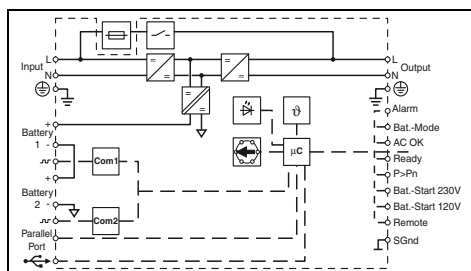 L
Input
N
+
Battery
1 -
+
Battery
2 -
Parallel
Port
Com1
Com2
ϑ
µC
L
Output
N
Alarm
Bat.-Mode
AC OK
Ready
P>Pn
Bat.-Start 230V
Bat.-Start 120V
Remote
SGnd